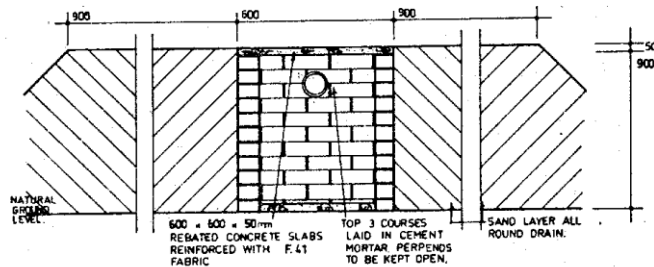 900 600 900
50
900
NATURAL
GROUND
LEVEL.
600 x 600 x 50mm
REBATED CONCRETE SLABS
REINFORCED WITH F.41
FABRIC
TOP 3 COURSES
LAID IN CEMENT
MORTAR. PERPENDS
TO BE KEPT OPEN.
SAND LAYER ALL
ROUND DRAIN.